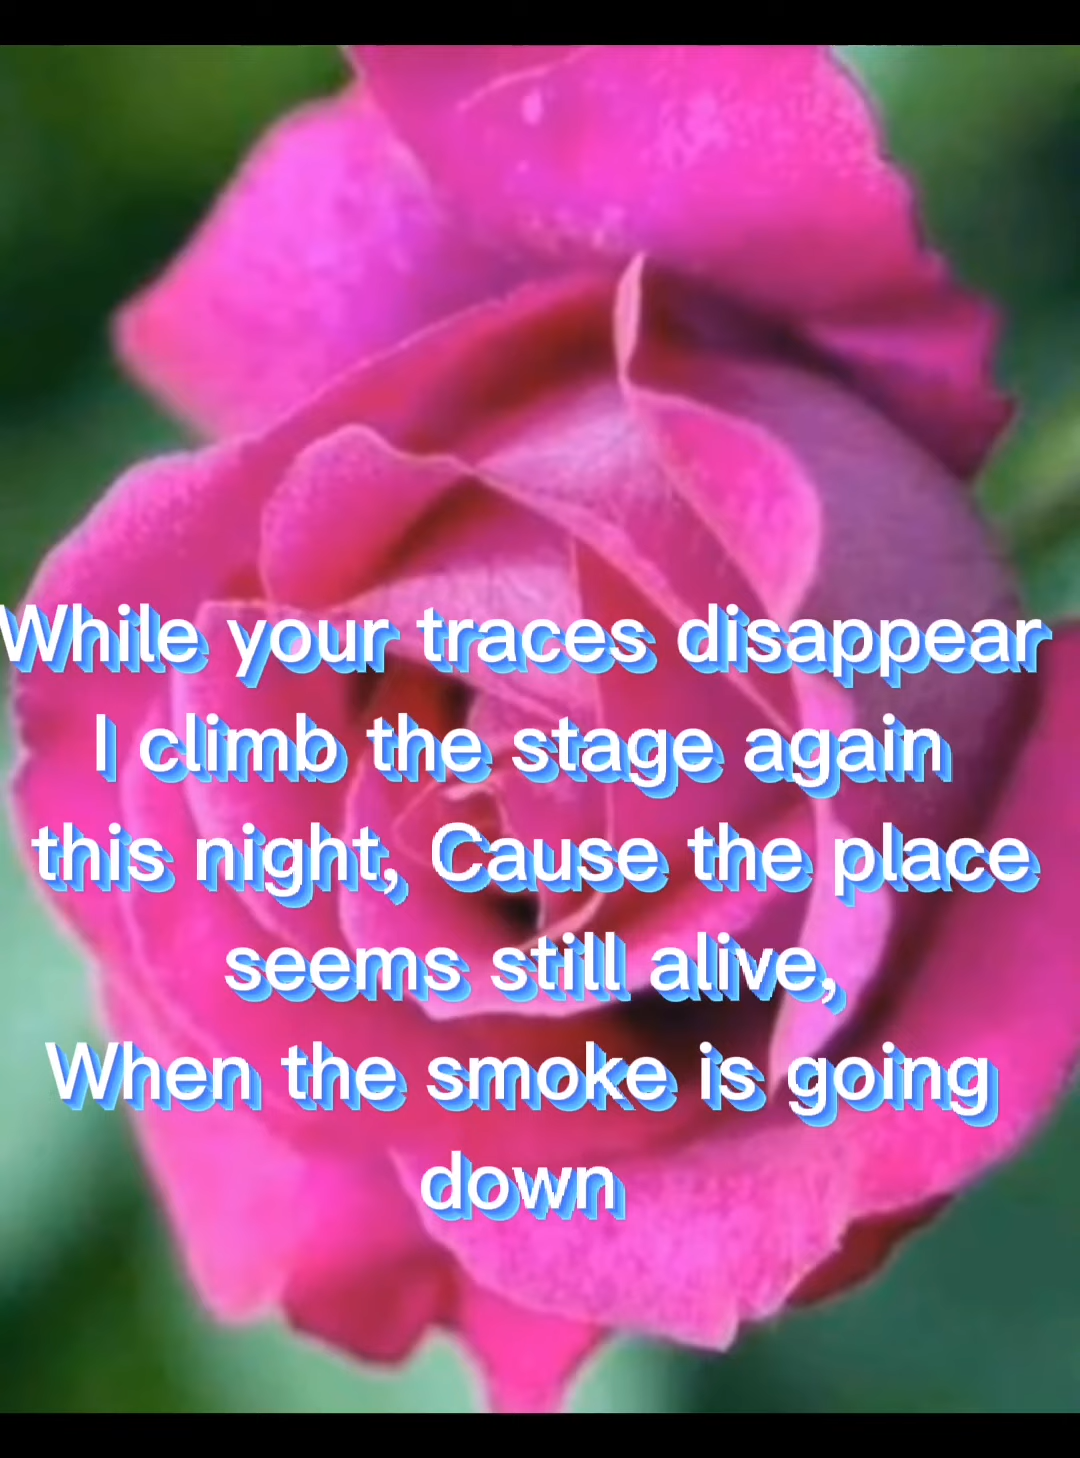 While your traces disappear
I climb the stage again
this night, Cause the place
seems still alive,
When the smoke is going
down